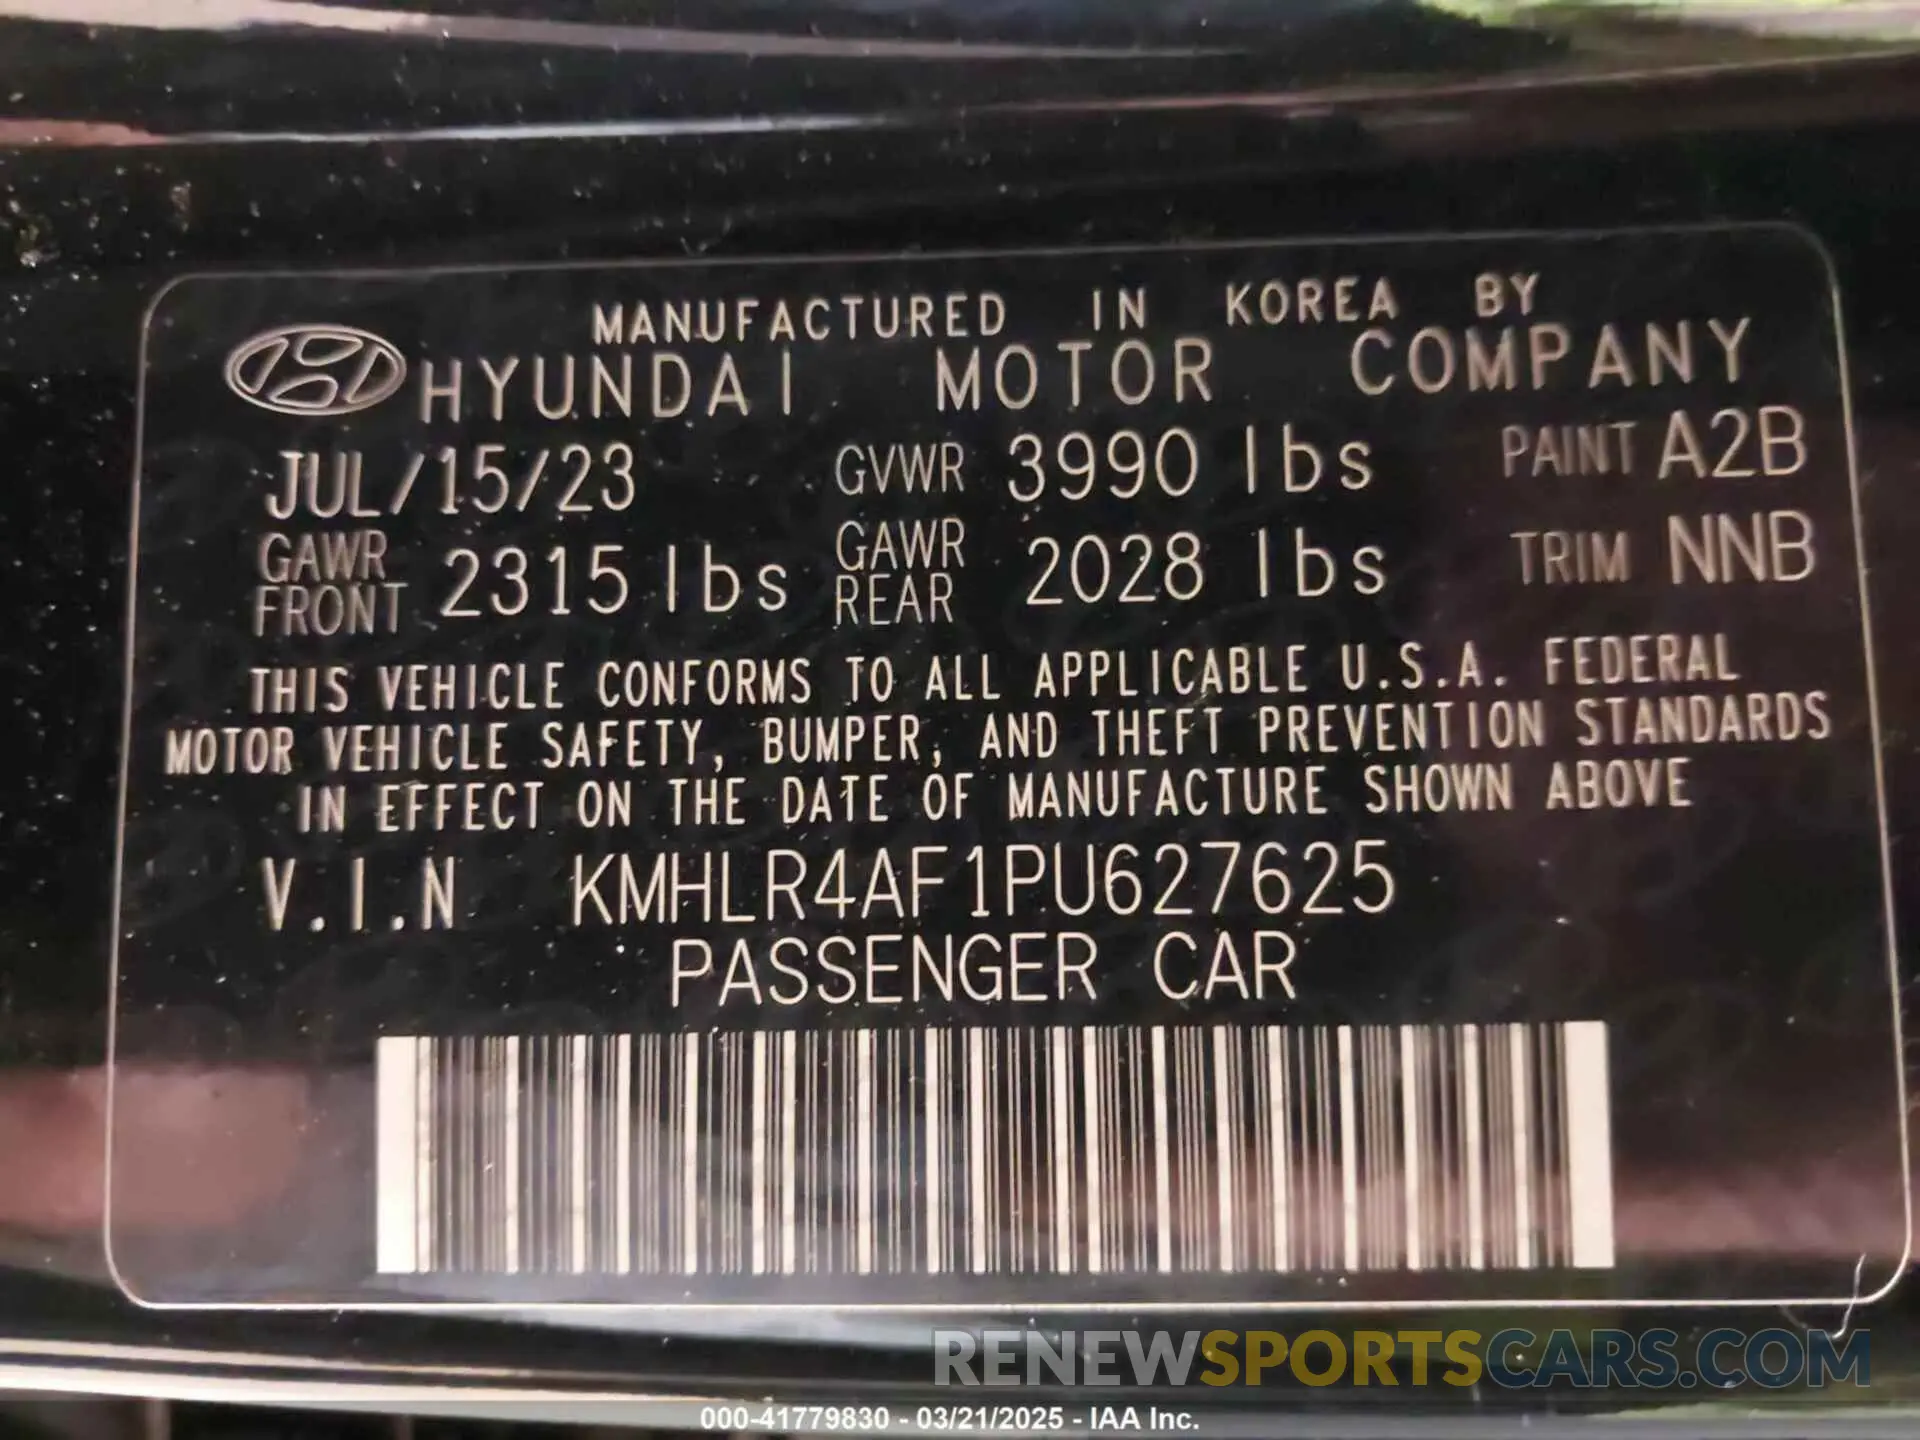 MANUFACTURED IN KOREA BY
HYUNDAI MOTOR COMPANY
JUL/15/23 GVWR 3990 lbs PAINT A2B
GAWR FRONT 2315 lbs GAWR REAR 2028 lbs TRIM NNB
THIS VEHICLE CONFORMS TO ALL APPLICABLE U.S.A. FEDERAL
MOTOR VEHICLE SAFETY, BUMPER, AND THEFT PREVENTION STANDARDS
IN EFFECT ON THE DATE OF MANUFACTURE SHOWN ABOVE
V.I.N KMHLR4AF1PU627625
PASSENGER CAR
RENEWSPORTSCARS.COM
000-41779830 - 03/21/2025 - IAA Inc.